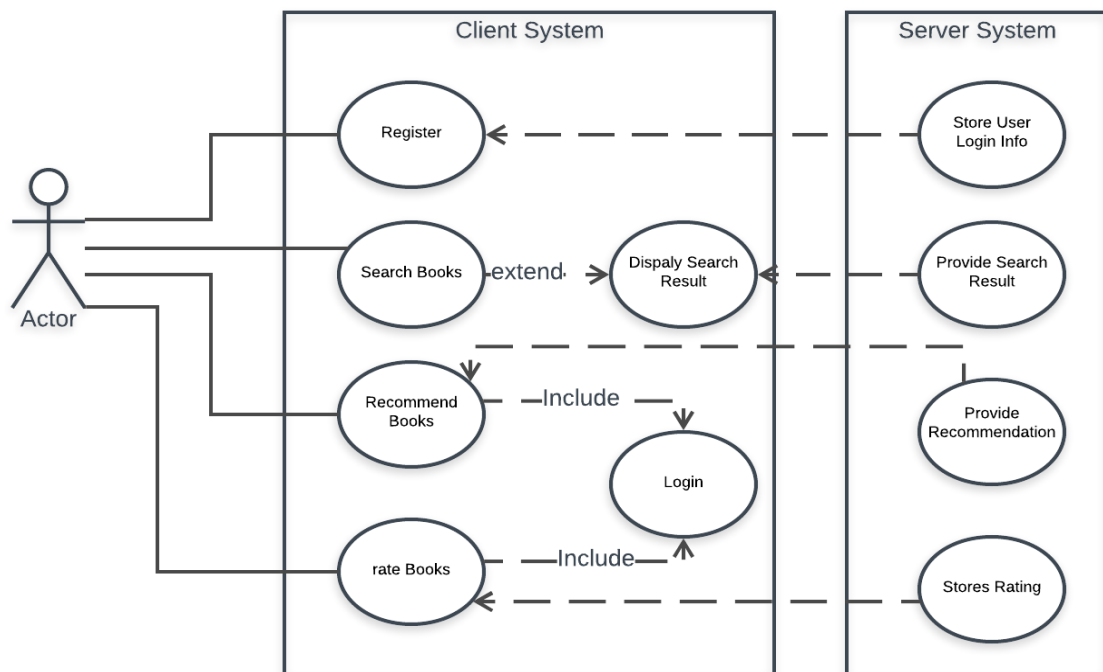 Client System
Server System
Register
Store User
Login Info
Actor
Search Books
extend
Dispaly Search
Result
Provide Search
Result
Recommend
Books
Include
Provide
Recommendation
Login
rate Books
Include
Stores Rating